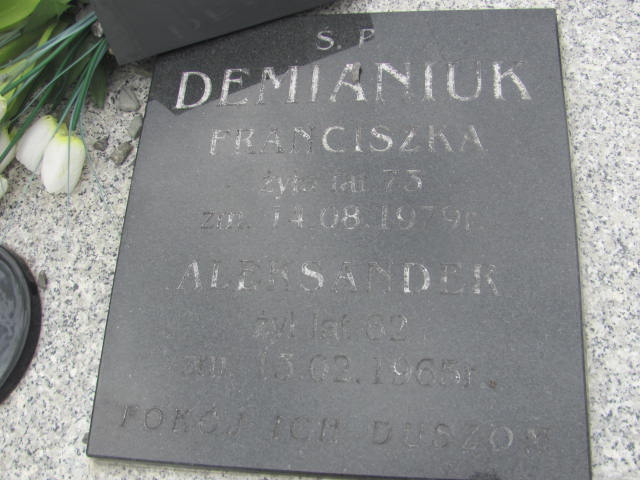 S. P
DEMIANIUK
FRANCISZKA
żyła lat 73
zm. 14.08.1979r.
ALEKSANDER
żył lat 62
zm. 13.02.1965r.
POKÓJ ICH DUSZOM